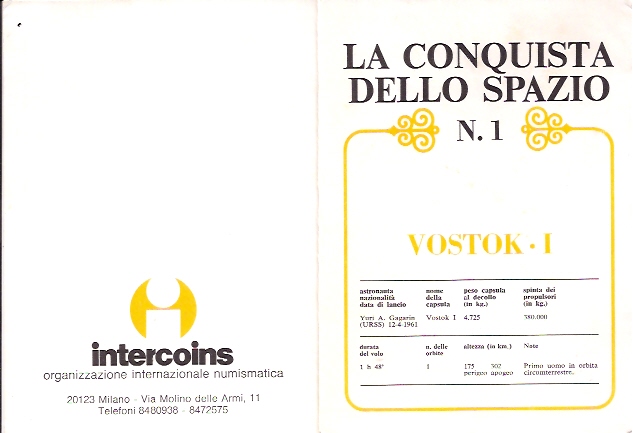 intercoins
organizzazione internazionale numismatica
20123 Milano - Via Molino delle Armi, 11
Telefoni 8480938 - 8472575
LA CONQUISTA
DELLO SPAZIO
N. 1
VOSTOK - I
astronauta nome peso capsula spinta dei
nazionalità della al decollo propulsori
data di lancio capsula (in kg.) (in kg.)
Yuri A. Gagarin Vostok I 4.725 380.000
(URSS) 12-4-1961
durata n. delle altezza (in km.) Note
del volo orbite
1 h 48' 1 175 302 Primo uomo in orbita
perigeo apogeo circumterrestre.